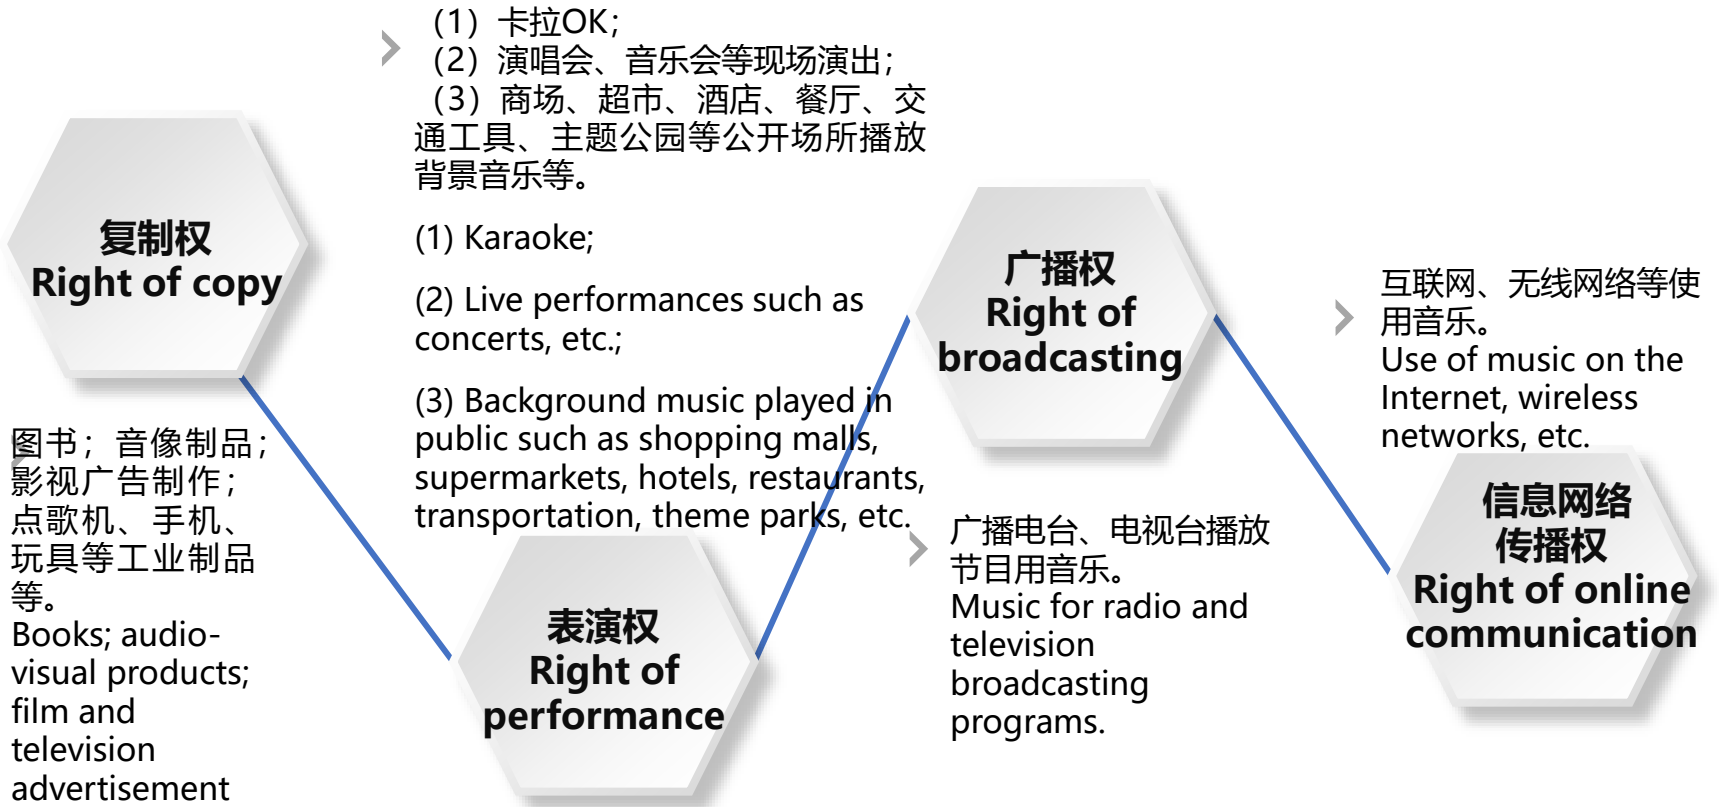 复制权
Right of copy
图书；音像制品；
影视广告制作；
点歌机、手机、
玩具等工业制品
等。
Books; audio-
visual products;
film and
television
advertisement
（1）卡拉OK；
（2）演唱会、音乐会等现场演出；
（3）商场、超市、酒店、餐厅、交
通工具、主题公园等公开场所播放
背景音乐等。
(1) Karaoke;
(2) Live performances such as
concerts, etc.;
(3) Background music played in
public such as shopping malls,
supermarkets, hotels, restaurants,
transportation, theme parks, etc.
表演权
Right of
performance
广播权
Right of
broadcasting
广播电台、电视台播放
节目用音乐。
Music for radio and
television
broadcasting
programs.
互联网、无线网络等使
用音乐。
Use of music on the
Internet, wireless
networks, etc.
信息网络
传播权
Right of online
communication